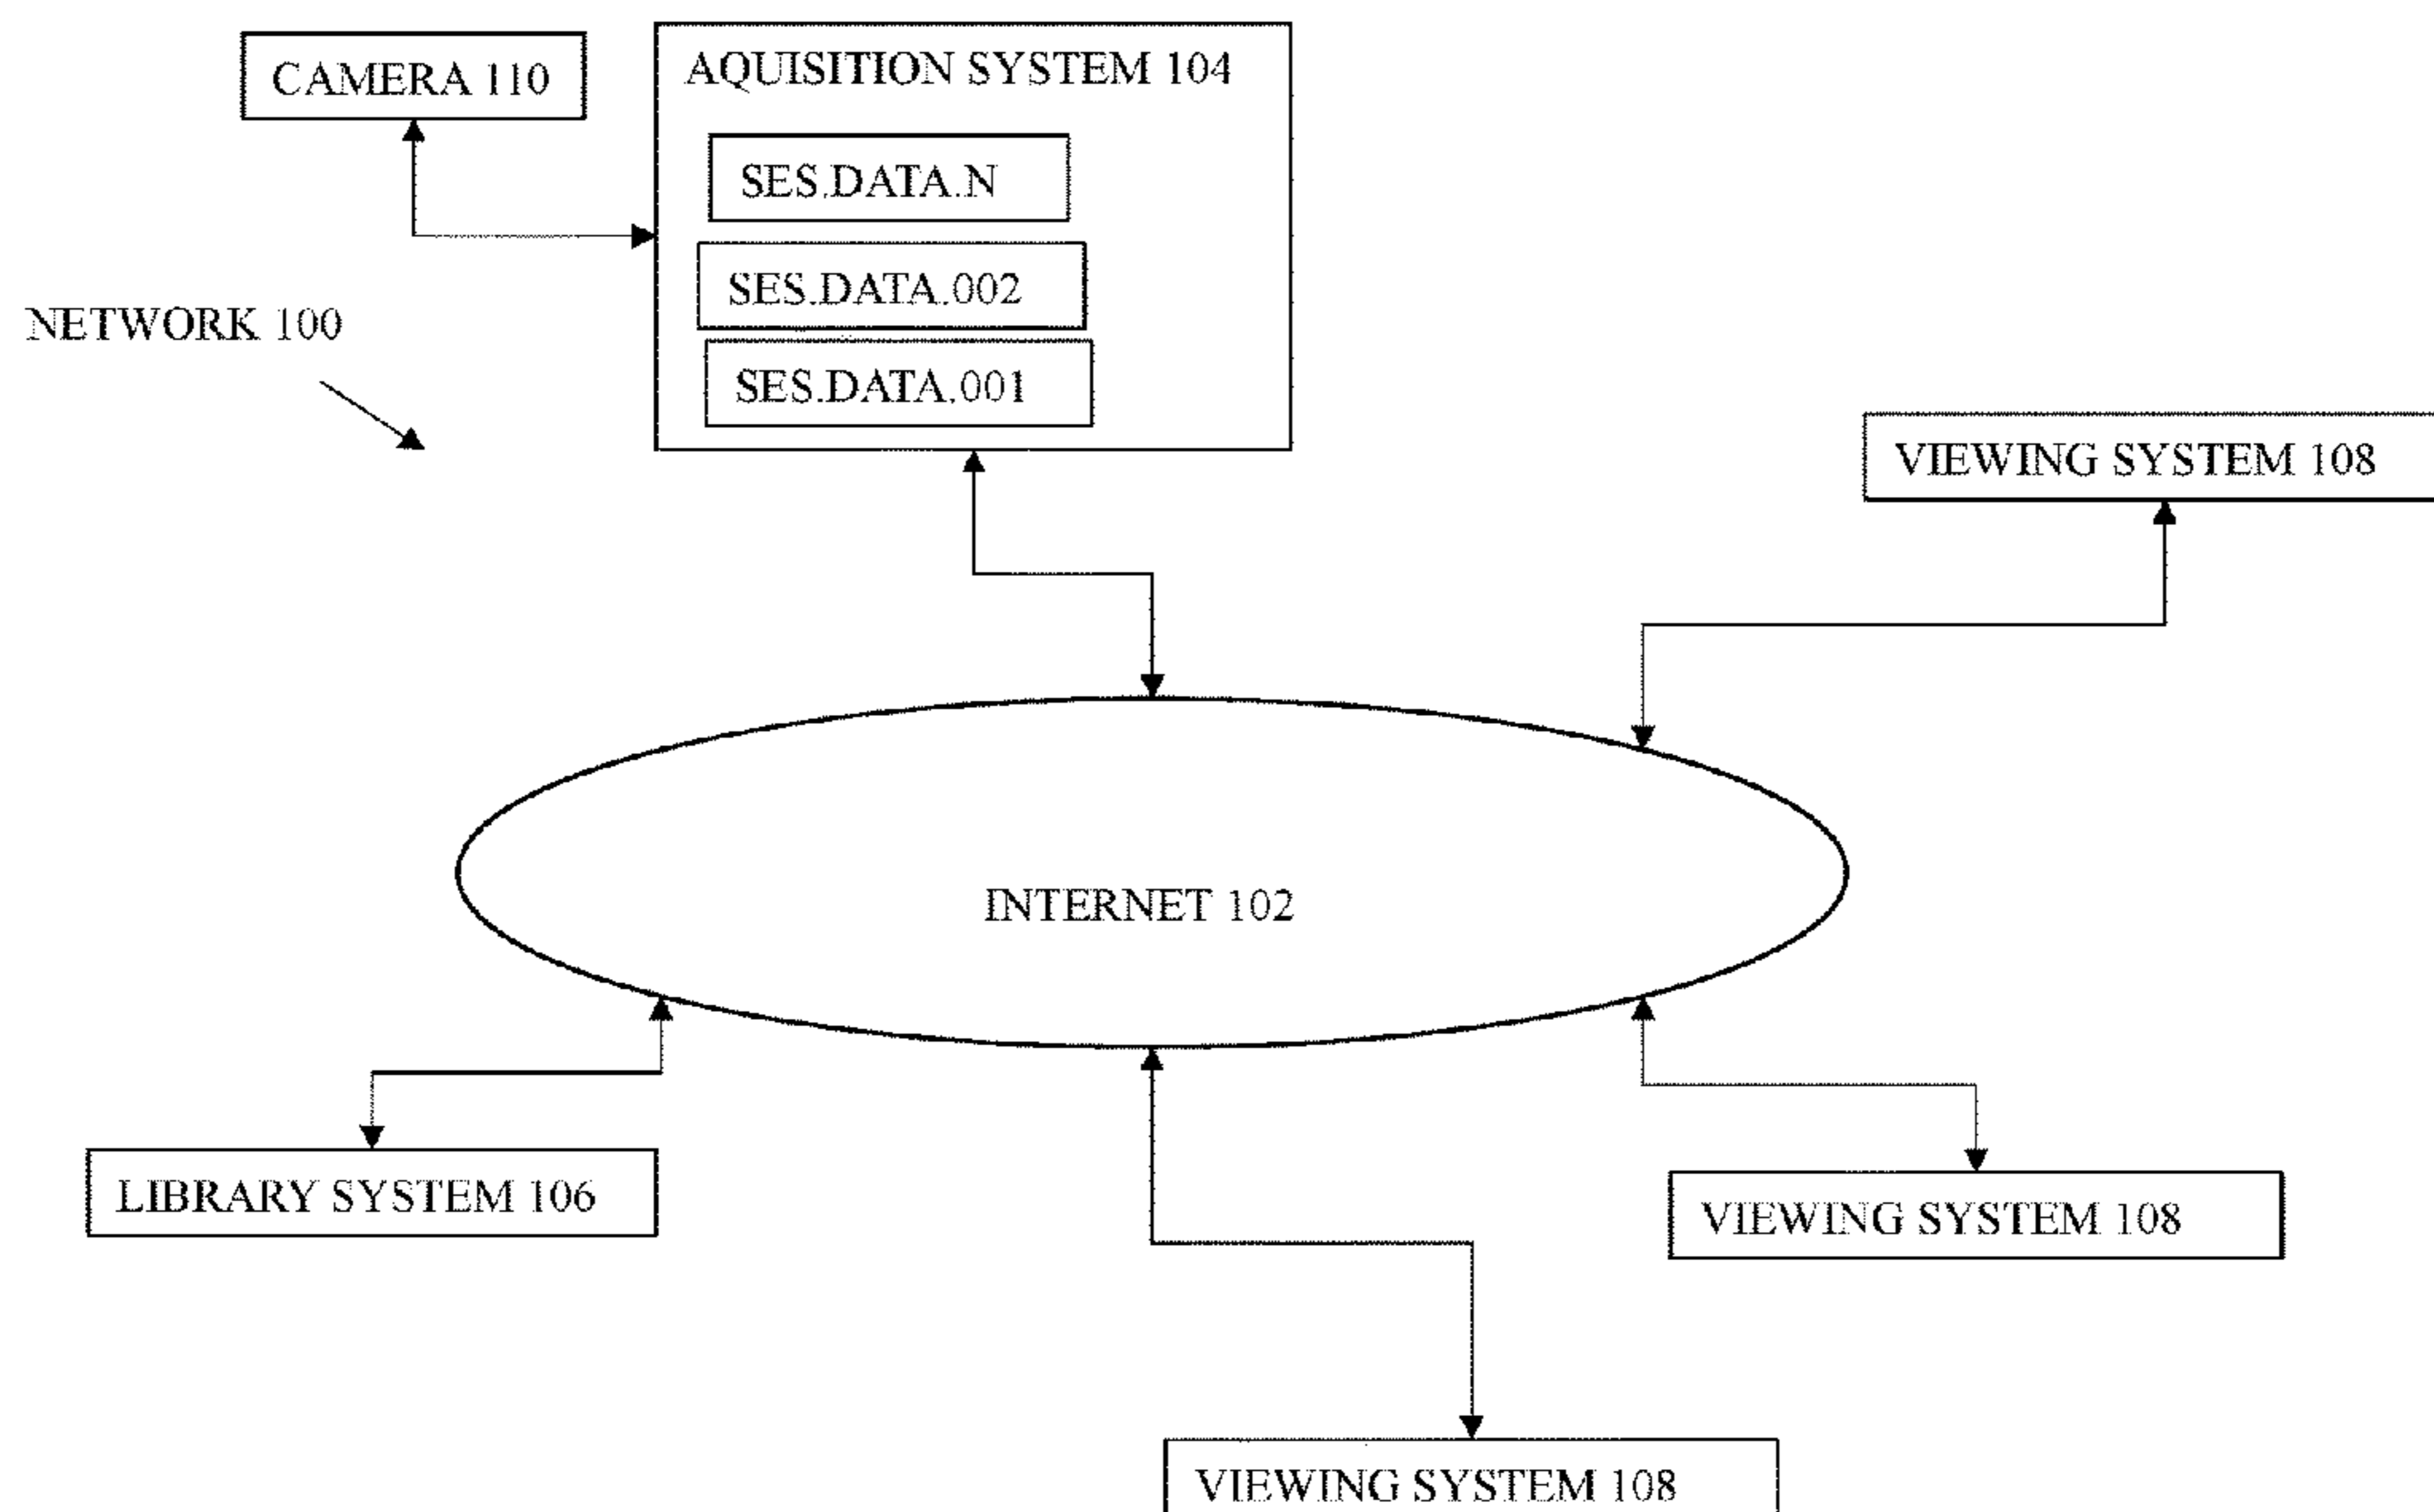 CAMERA 110
AQUISITION SYSTEM 104
SES.DATA.N
SES.DATA.002
SES.DATA.001
NETWORK 100
VIEWING SYSTEM 108
INTERNET 102
LIBRARY SYSTEM 106
VIEWING SYSTEM 108
VIEWING SYSTEM 108